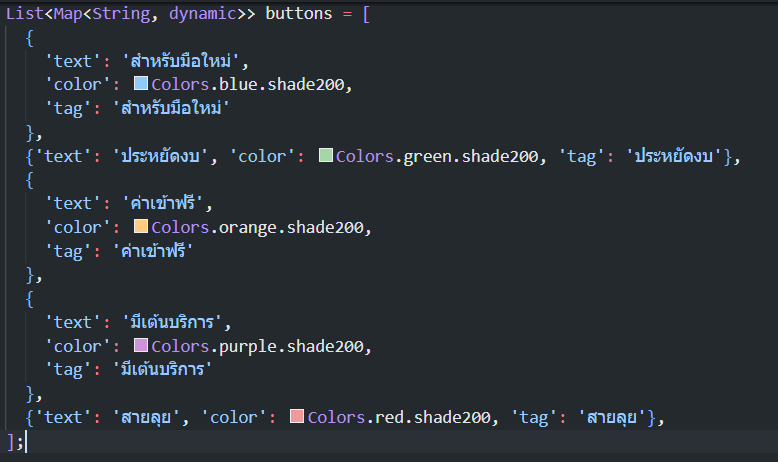 List<Map<String, dynamic>> buttons = [
  {
    'text': 'สำหรับมือใหม่',
    'color': Colors.blue.shade200,
    'tag': 'สำหรับมือใหม่'
  },
  {'text': 'ประหยัดงบ', 'color': Colors.green.shade200, 'tag': 'ประหยัดงบ'},
  {
    'text': 'ค่าเข้าฟรี',
    'color': Colors.orange.shade200,
    'tag': 'ค่าเข้าฟรี'
  },
  {
    'text': 'มีเต้นบริการ',
    'color': Colors.purple.shade200,
    'tag': 'มีเต้นบริการ'
  },
  {'text': 'สายลุย', 'color': Colors.red.shade200, 'tag': 'สายลุย'},
];